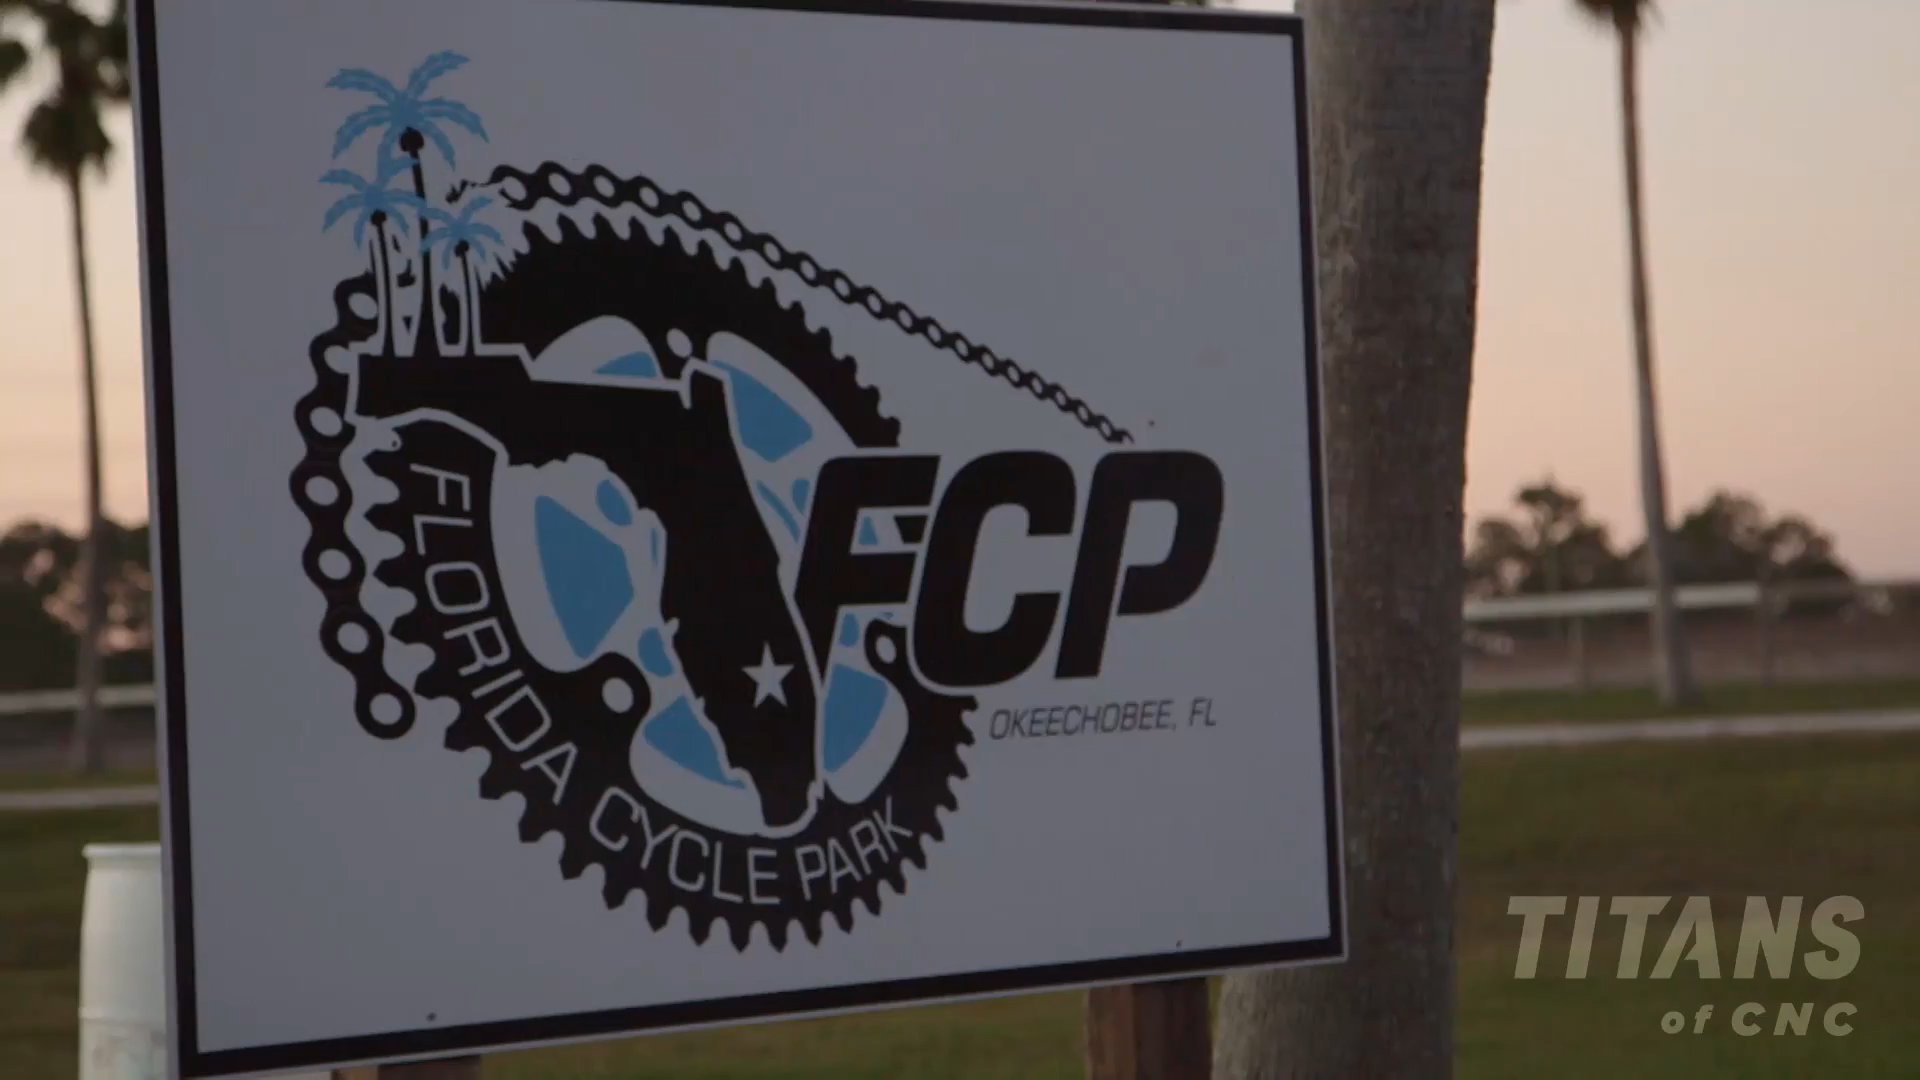 FCP
OKEECHOBEE, FL
FLORIDA CYCLE PARK
TITANS
of CNC